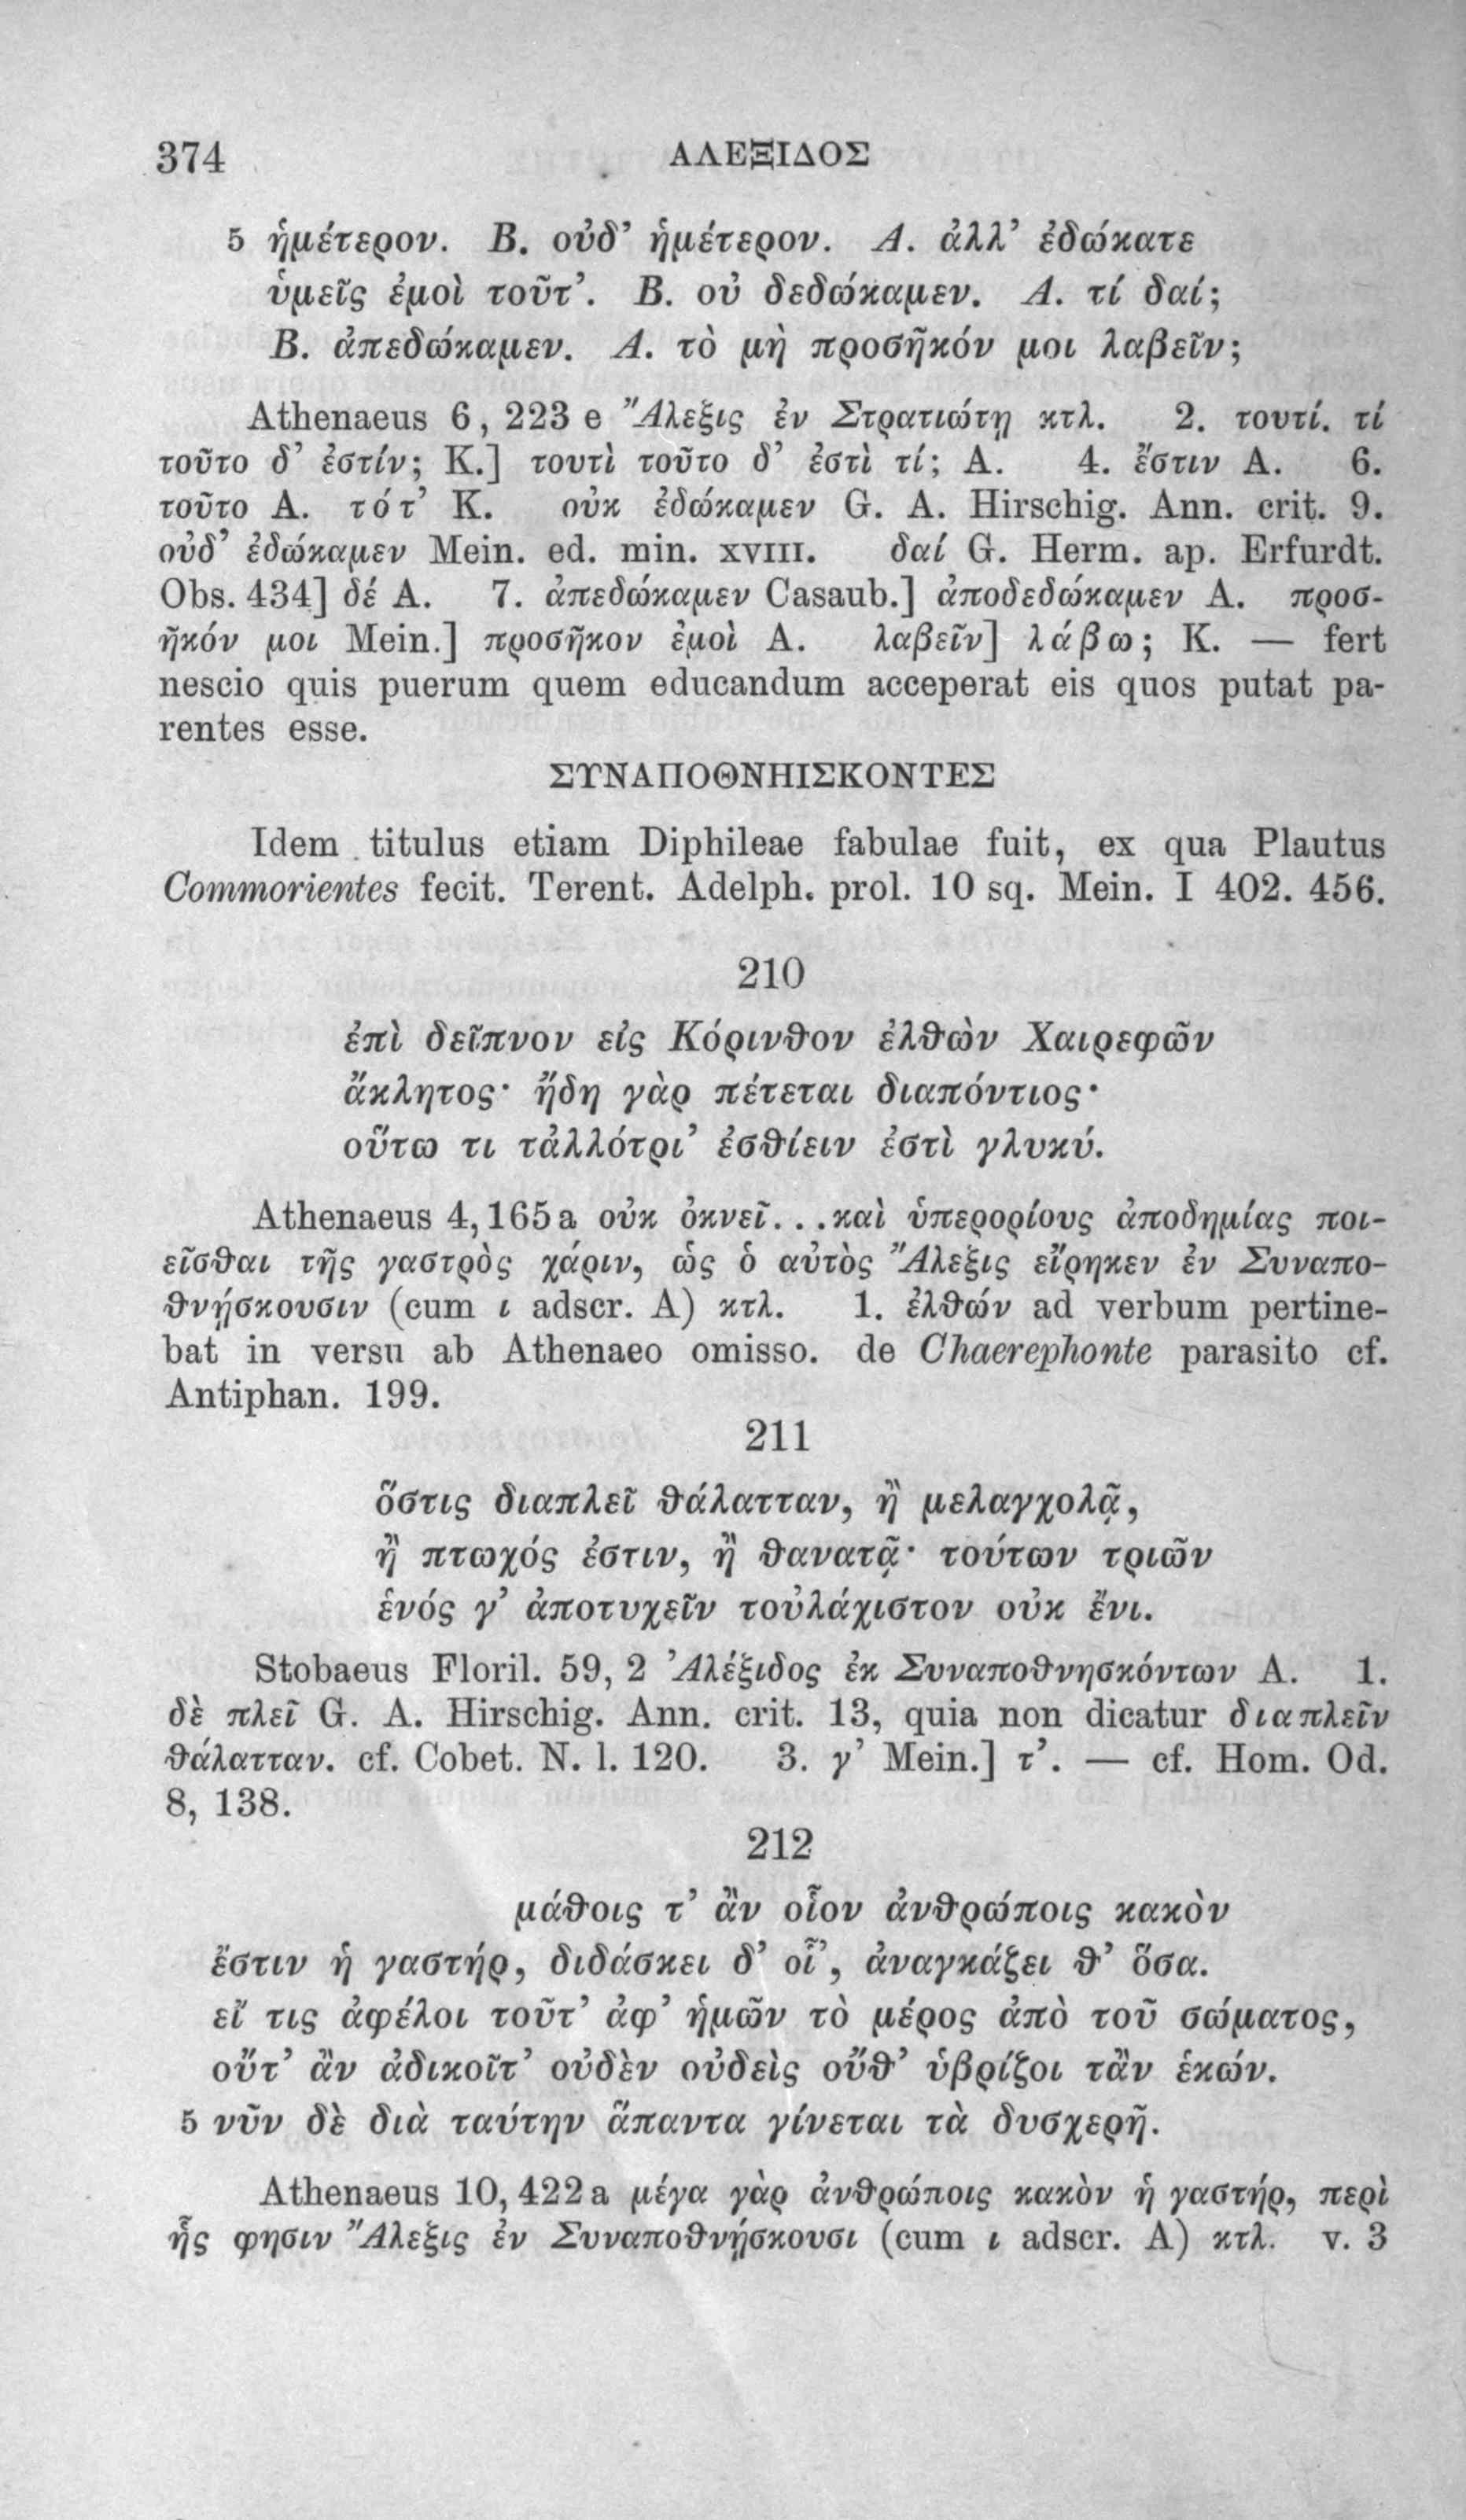 374 ΑΛΕΞΙΔΟΣ
5 ἡμέτερον. Β. οὐδ’ ἡμέτερον. Α. ἀλλ’ ἐδώκατε
ὑμεῖς ἐμοὶ τοῦτ’. Β. οὐ δεδώκαμεν. Α. τί δαί;
Β. ἀπεδώκαμεν. Α. τὸ μὴ προσῆκόν μοι λαβεῖν;
Athenaeus 6, 223 e Ἄλεξις ἐν Στρατιώτῃ κτλ. 2. τουτί. τί
τοῦτο δ’ ἐστίν; K.] τουτὶ τοῦτο δ’ ἐστὶ τί; A. 4. ἔστιν A. 6.
τοῦτο A. τότ’ K. οὐκ ἐδώκαμεν G. A. Hirschig. Ann. crit. 9.
οὐδ’ ἐδώκαμεν Mein. ed. min. XVIII. δαί G. Herm. ap. Erfurdt.
Obs. 434] δέ A. 7. ἀπεδώκαμεν Casaub.] ἀποδεδώκαμεν A. προσ-
ῆκόν μοι Mein.] προσῆκον ἐμοὶ A. λαβεῖν] λάβω; K. — fert
nescio quis puerum quem educandum acceperat eis quos putat pa-
rentes esse.
ΣΥΝΑΠΟΘΝΗΙΣΚΟΝΤΕΣ
Idem titulus etiam Diphileae fabulae fuit, ex qua Plautus
Commorientes fecit. Terent. Adelph. prol. 10 sq. Mein. I 402. 456.
210
ἐπὶ δεῖπνον εἰς Κόρινθον ἐλθὼν Χαιρεφῶν
ἄκλητος· ἤδη γὰρ πέτεται διαπόντιος·
οὕτω τι τἀλλότρι’ ἐσθίειν ἐστὶ γλυκύ.
Athenaeus 4, 165 a οὐκ ὀκνεῖ...καὶ ὑπερορίους ἀποδημίας ποι-
εῖσθαι τῆς γαστρὸς χάριν, ὡς ὁ αὐτὸς Ἄλεξις εἴρηκεν ἐν Συναπο-
θνῄσκουσιν (cum ι adscr. A) κτλ. 1. ἐλθών ad verbum pertine-
bat in versu ab Athenaeo omisso. de Chaerephonte parasito cf.
Antiphan. 199.
211
ὅστις διαπλεῖ θάλατταν, ἢ μελαγχολᾷ,
ἢ πτωχός ἐστιν, ἢ θανατᾷ· τούτων τριῶν
ἑνός γ’ ἀποτυχεῖν τοὐλάχιστον οὐκ ἔνι.
Stobaeus Floril. 59, 2 Ἀλέξιδος ἐκ Συναποθνησκόντων A. 1.
δὲ πλεῖ G. A. Hirschig. Ann. crit. 13, quia non dicatur διαπλεῖν
θάλατταν. cf. Cobet. N. l. 120. 3. γ’ Mein.] τ’. — cf. Hom. Od.
8, 138.
212
μάθοις τ’ ἂν οἷον ἀνθρώποις κακὸν
ἔστιν ἡ γαστήρ, διδάσκει δ’ οἷ’, ἀναγκάζει θ’ ὅσα.
εἴ τις ἀφέλοι τοῦτ’ ἀφ’ ἡμῶν τὸ μέρος ἀπὸ τοῦ σώματος,
οὔτ’ ἂν ἀδικοῖτ’ οὐδὲν οὐδεὶς οὔθ’ ὑβρίζοι τἂν ἑκών.
5 νῦν δὲ διὰ ταύτην ἅπαντα γίνεται τὰ δυσχερῆ.
Athenaeus 10, 422 a μέγα γὰρ ἀνθρώποις κακὸν ἡ γαστήρ, περὶ
ἧς φησιν Ἄλεξις ἐν Συναποθνῄσκουσι (cum ι adscr. A) κτλ. v. 3